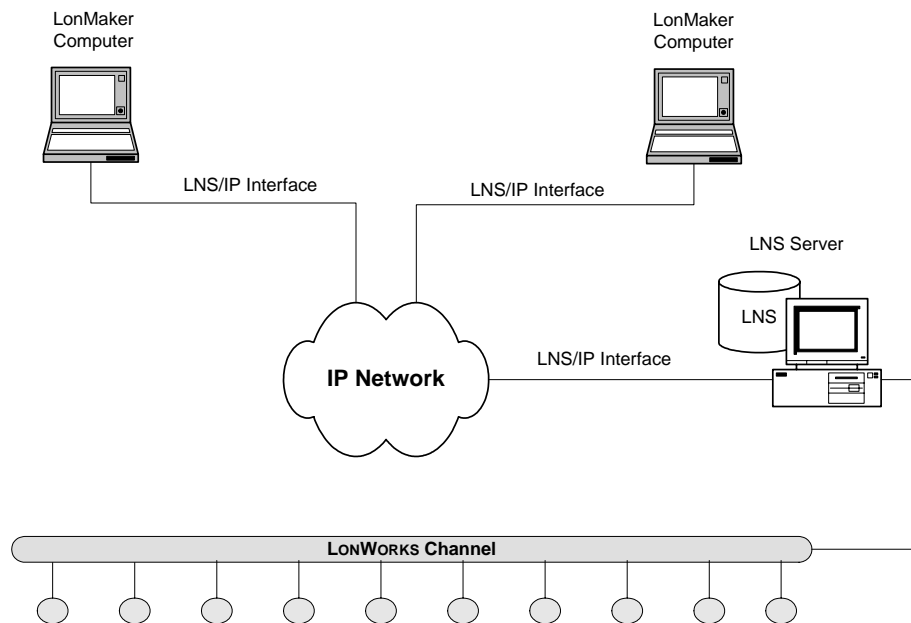 LonMaker
Computer
LonMaker
Computer
LNS/IP Interface
LNS/IP Interface
LNS Server
LNS
LNS/IP Interface
IP Network
LONWORKS Channel